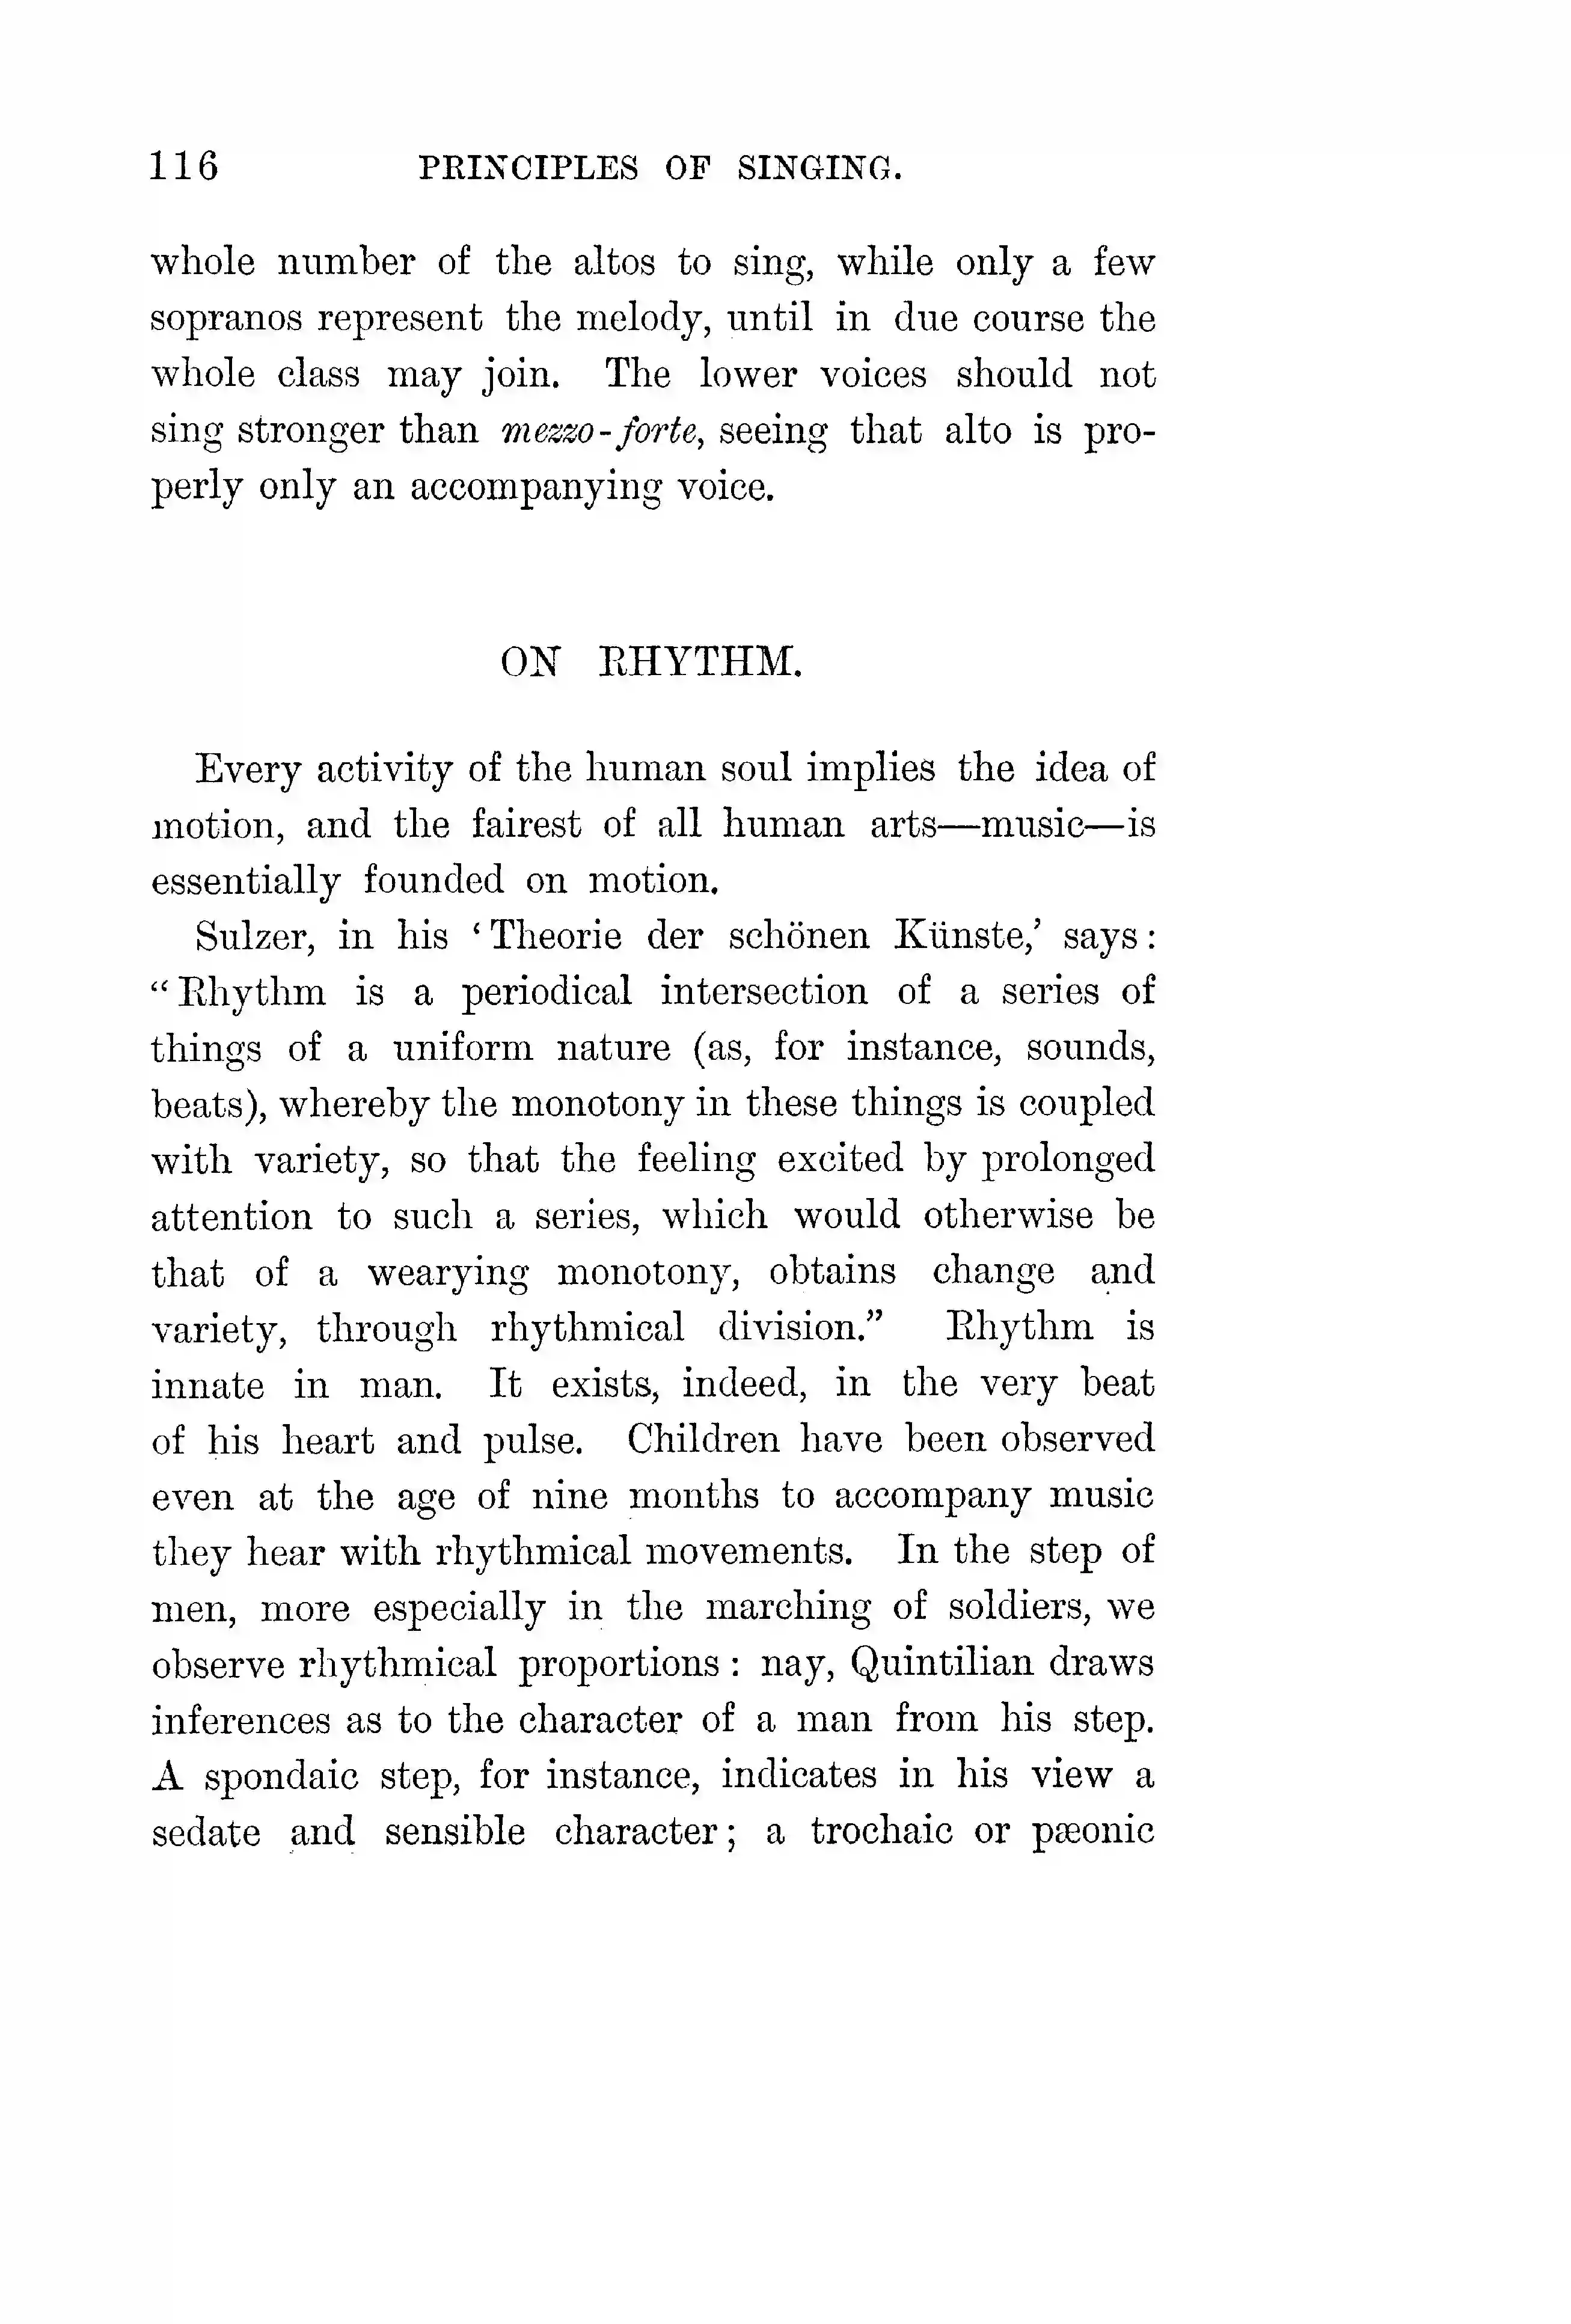 116 PRINCIPLES OF SINGING.
whole number of the altos to sing, while only a few
sopranos represent the melody, until in due course the
whole class may join. The lower voices should not
sing stronger than mezzo-forte, seeing that alto is pro-
perly only an accompanying voice.
ON RHYTHM.
Every activity of the human soul implies the idea of
motion, and the fairest of all human arts—music—is
essentially founded on motion.
Sulzer, in his ‘Theorie der schönen Künste,’ says:
“Rhythm is a periodical intersection of a series of
things of a uniform nature (as, for instance, sounds,
beats), whereby the monotony in these things is coupled
with variety, so that the feeling excited by prolonged
attention to such a series, which would otherwise be
that of a wearying monotony, obtains change and
variety, through rhythmical division.” Rhythm is
innate in man. It exists, indeed, in the very beat
of his heart and pulse. Children have been observed
even at the age of nine months to accompany music
they hear with rhythmical movements. In the step of
men, more especially in the marching of soldiers, we
observe rhythmical proportions: nay, Quintilian draws
inferences as to the character of a man from his step.
A spondaic step, for instance, indicates in his view a
sedate and sensible character; a trochaic or pæonic